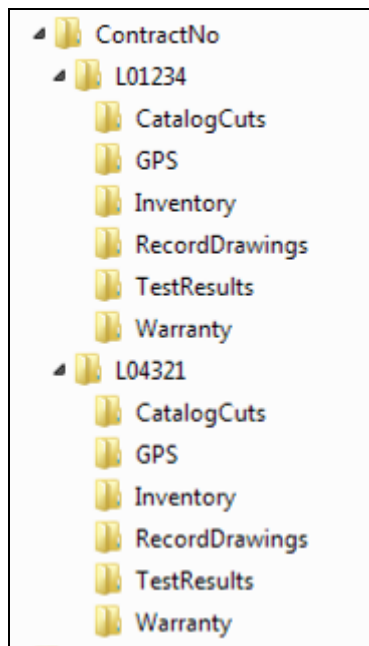 ContractNo
L01234
CatalogCuts
GPS
Inventory
RecordDrawings
TestResults
Warranty
L04321
CatalogCuts
GPS
Inventory
RecordDrawings
TestResults
Warranty